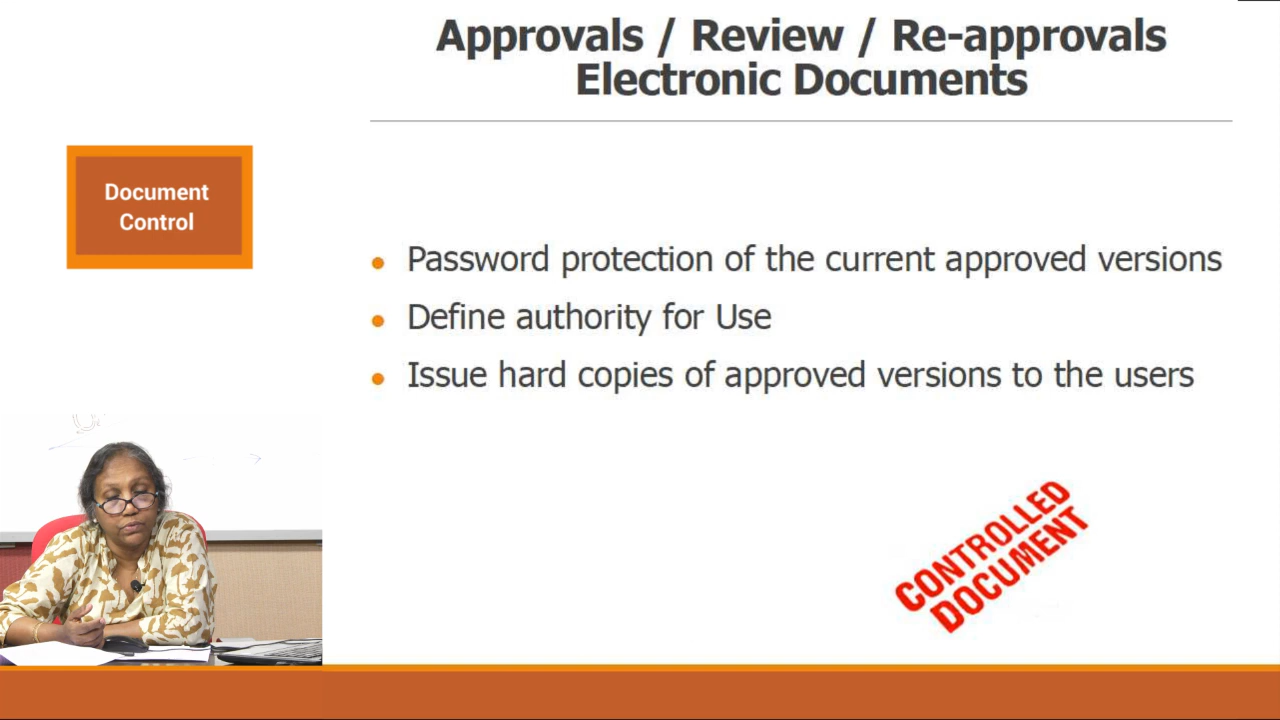 Approvals / Review / Re-approvals
Electronic Documents
Document
Control
Password protection of the current approved versions
Define authority for Use
Issue hard copies of approved versions to the users
CONTROLLED
DOCUMENT